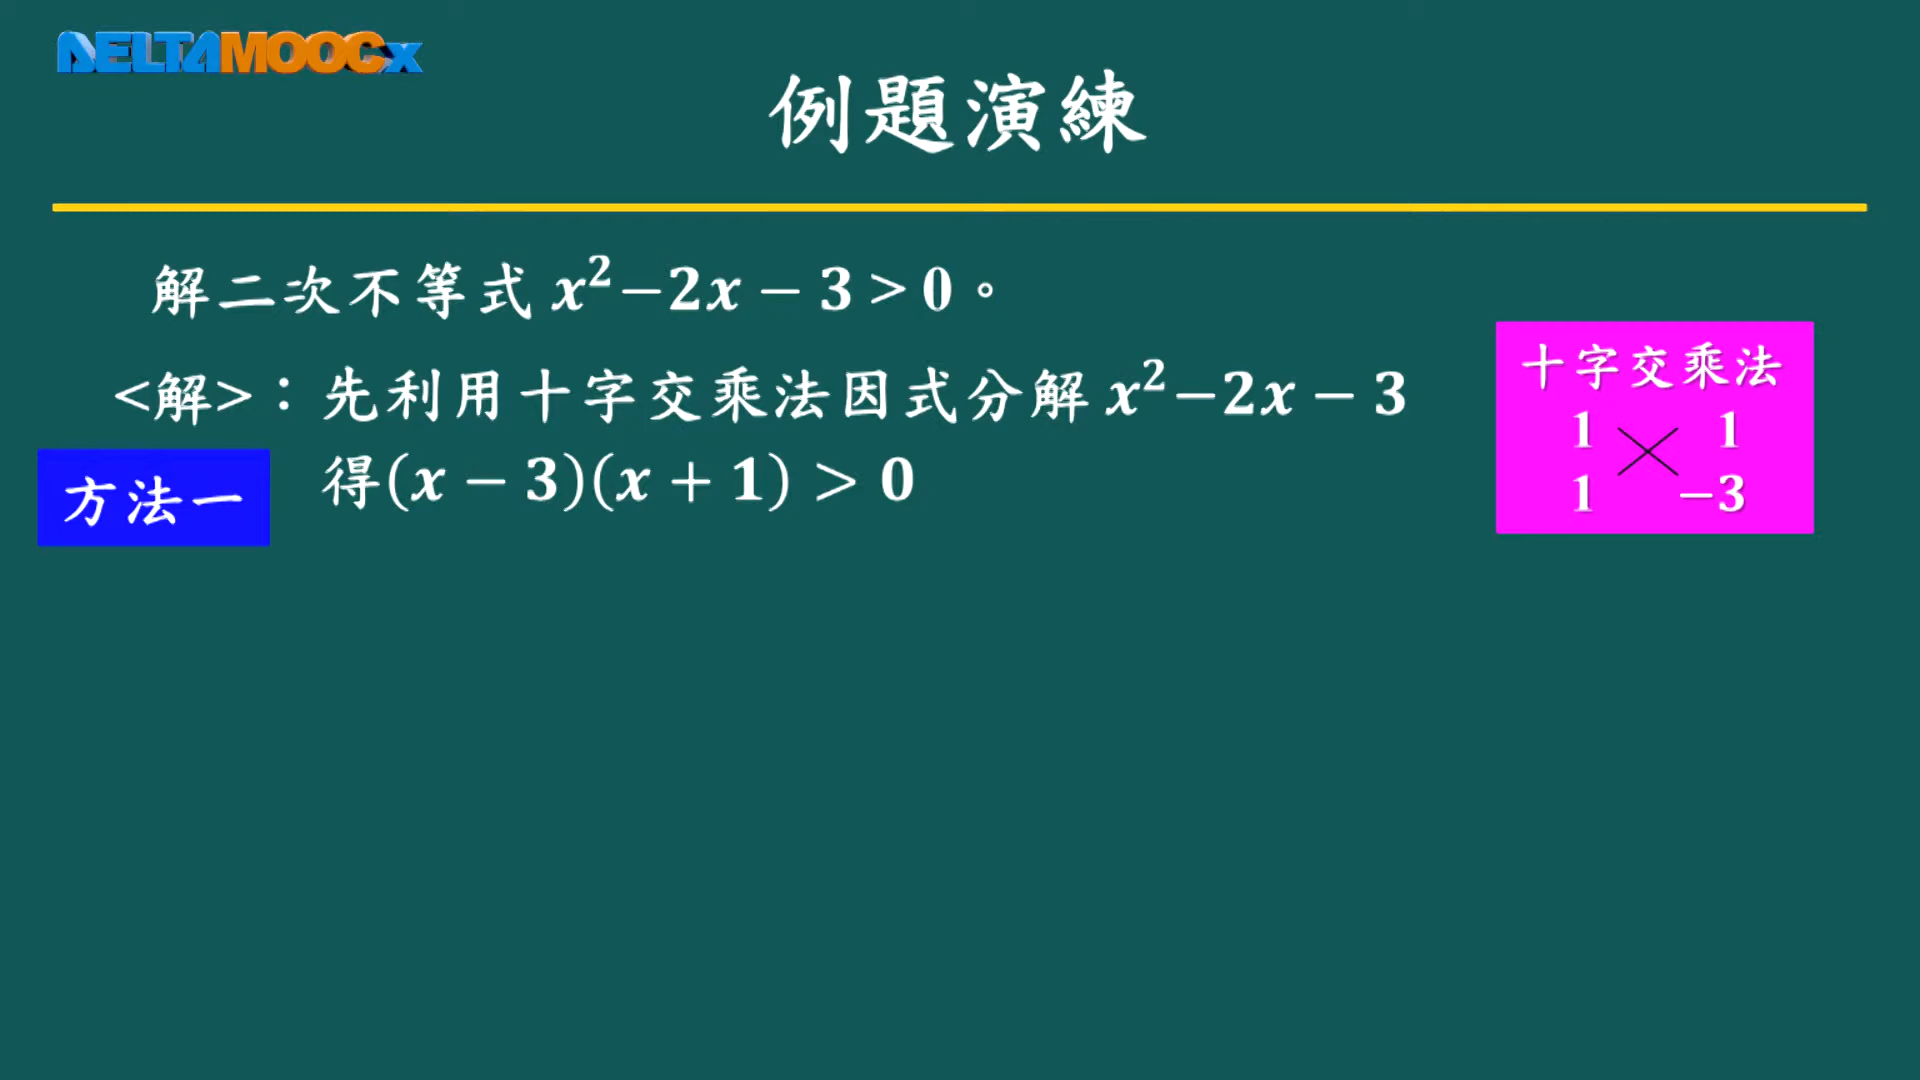 DELTAMOOCx
例題演練
解二次不等式 x²−2x − 3 > 0。
<解>：先利用十字交乘法因式分解 x²−2x − 3
得(x − 3)(x + 1) > 0
方法一
十字交乘法
1 1
1 −3